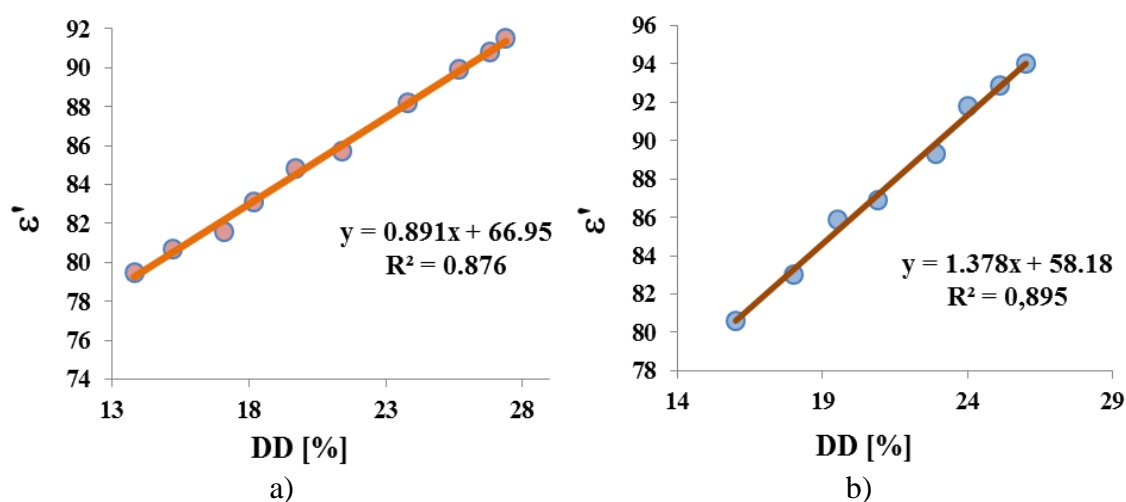 92
90
88
86
84
82
80
78
76
74
ε'
13 18 23 28
DD [%]
y = 0.891x + 66.95
R² = 0.876
a)
96
94
92
90
88
86
84
82
80
78
ε'
14 19 24 29
DD [%]
y = 1.378x + 58.18
R² = 0,895
b)